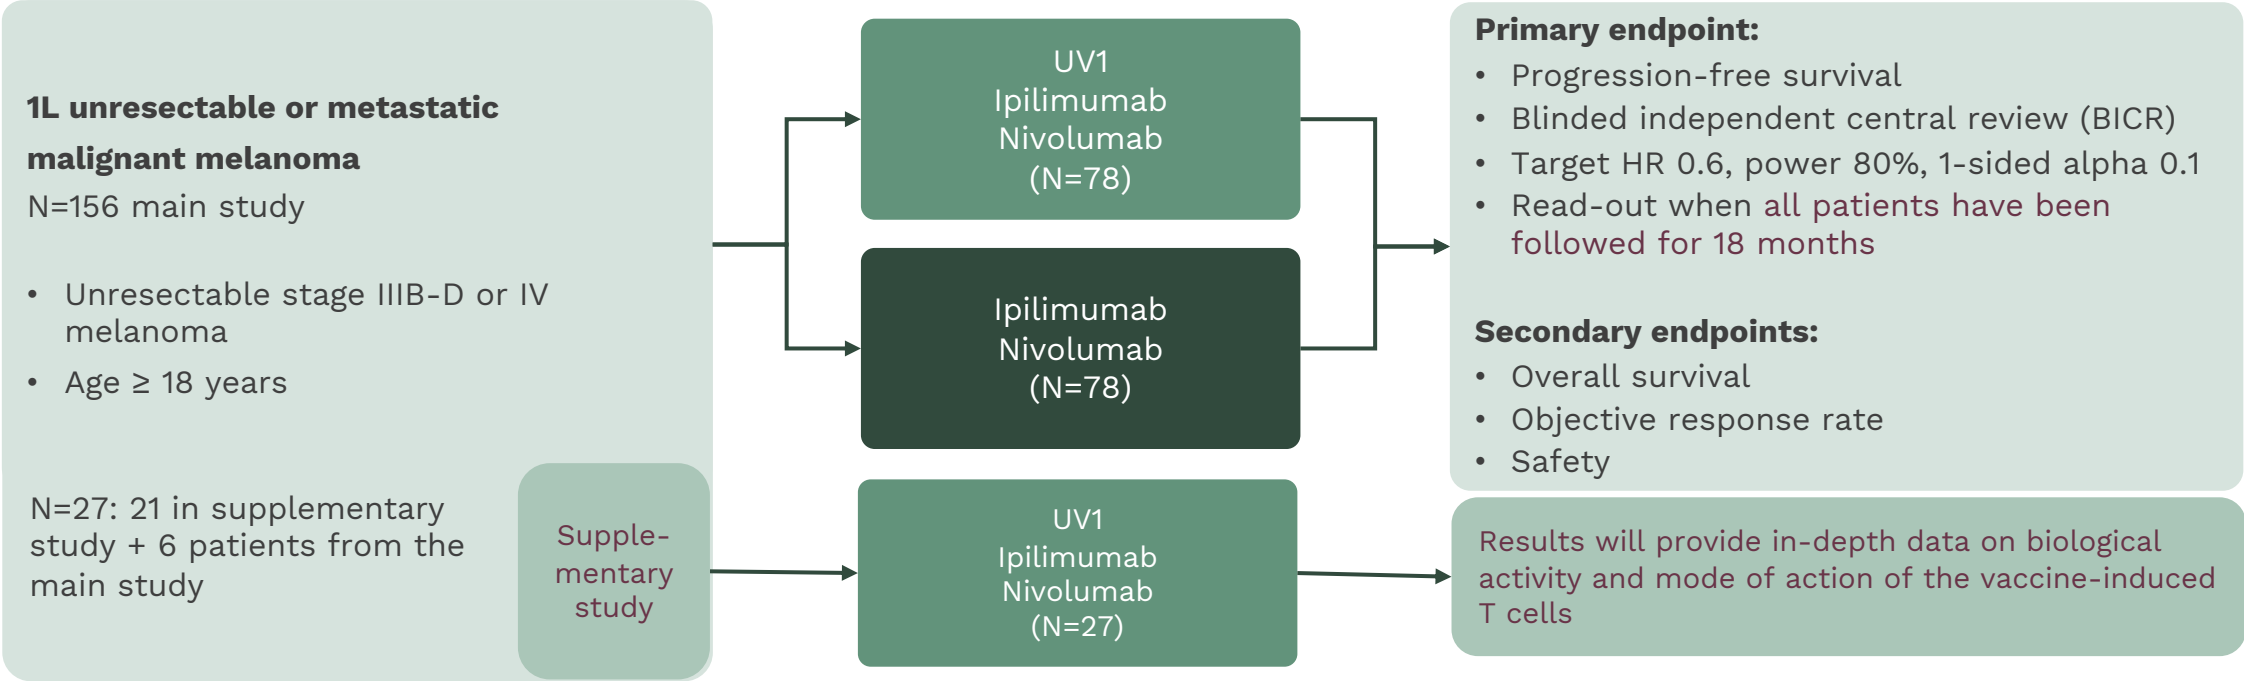 1L unresectable or metastatic
malignant melanoma
N=156 main study
• Unresectable stage IIIB-D or IV
melanoma
• Age ≥ 18 years
N=27: 21 in supplementary
study + 6 patients from the
main study
Supple-
mentary
study
UV1
Ipilimumab
Nivolumab
(N=78)
Ipilimumab
Nivolumab
(N=78)
UV1
Ipilimumab
Nivolumab
(N=27)
Primary endpoint:
• Progression-free survival
• Blinded independent central review (BICR)
• Target HR 0.6, power 80%, 1-sided alpha 0.1
• Read-out when all patients have been
followed for 18 months
Secondary endpoints:
• Overall survival
• Objective response rate
• Safety
Results will provide in-depth data on biological
activity and mode of action of the vaccine-induced
T cells